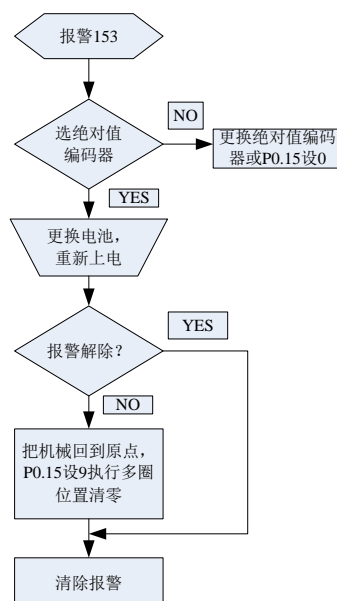 报警153
选绝对值
编码器
NO
更换绝对值编码
器或P0.15设0
YES
更换电池，
重新上电
报警解除？
YES
NO
把机械回到原点，
P0.15设9执行多圈
位置清零
清除报警